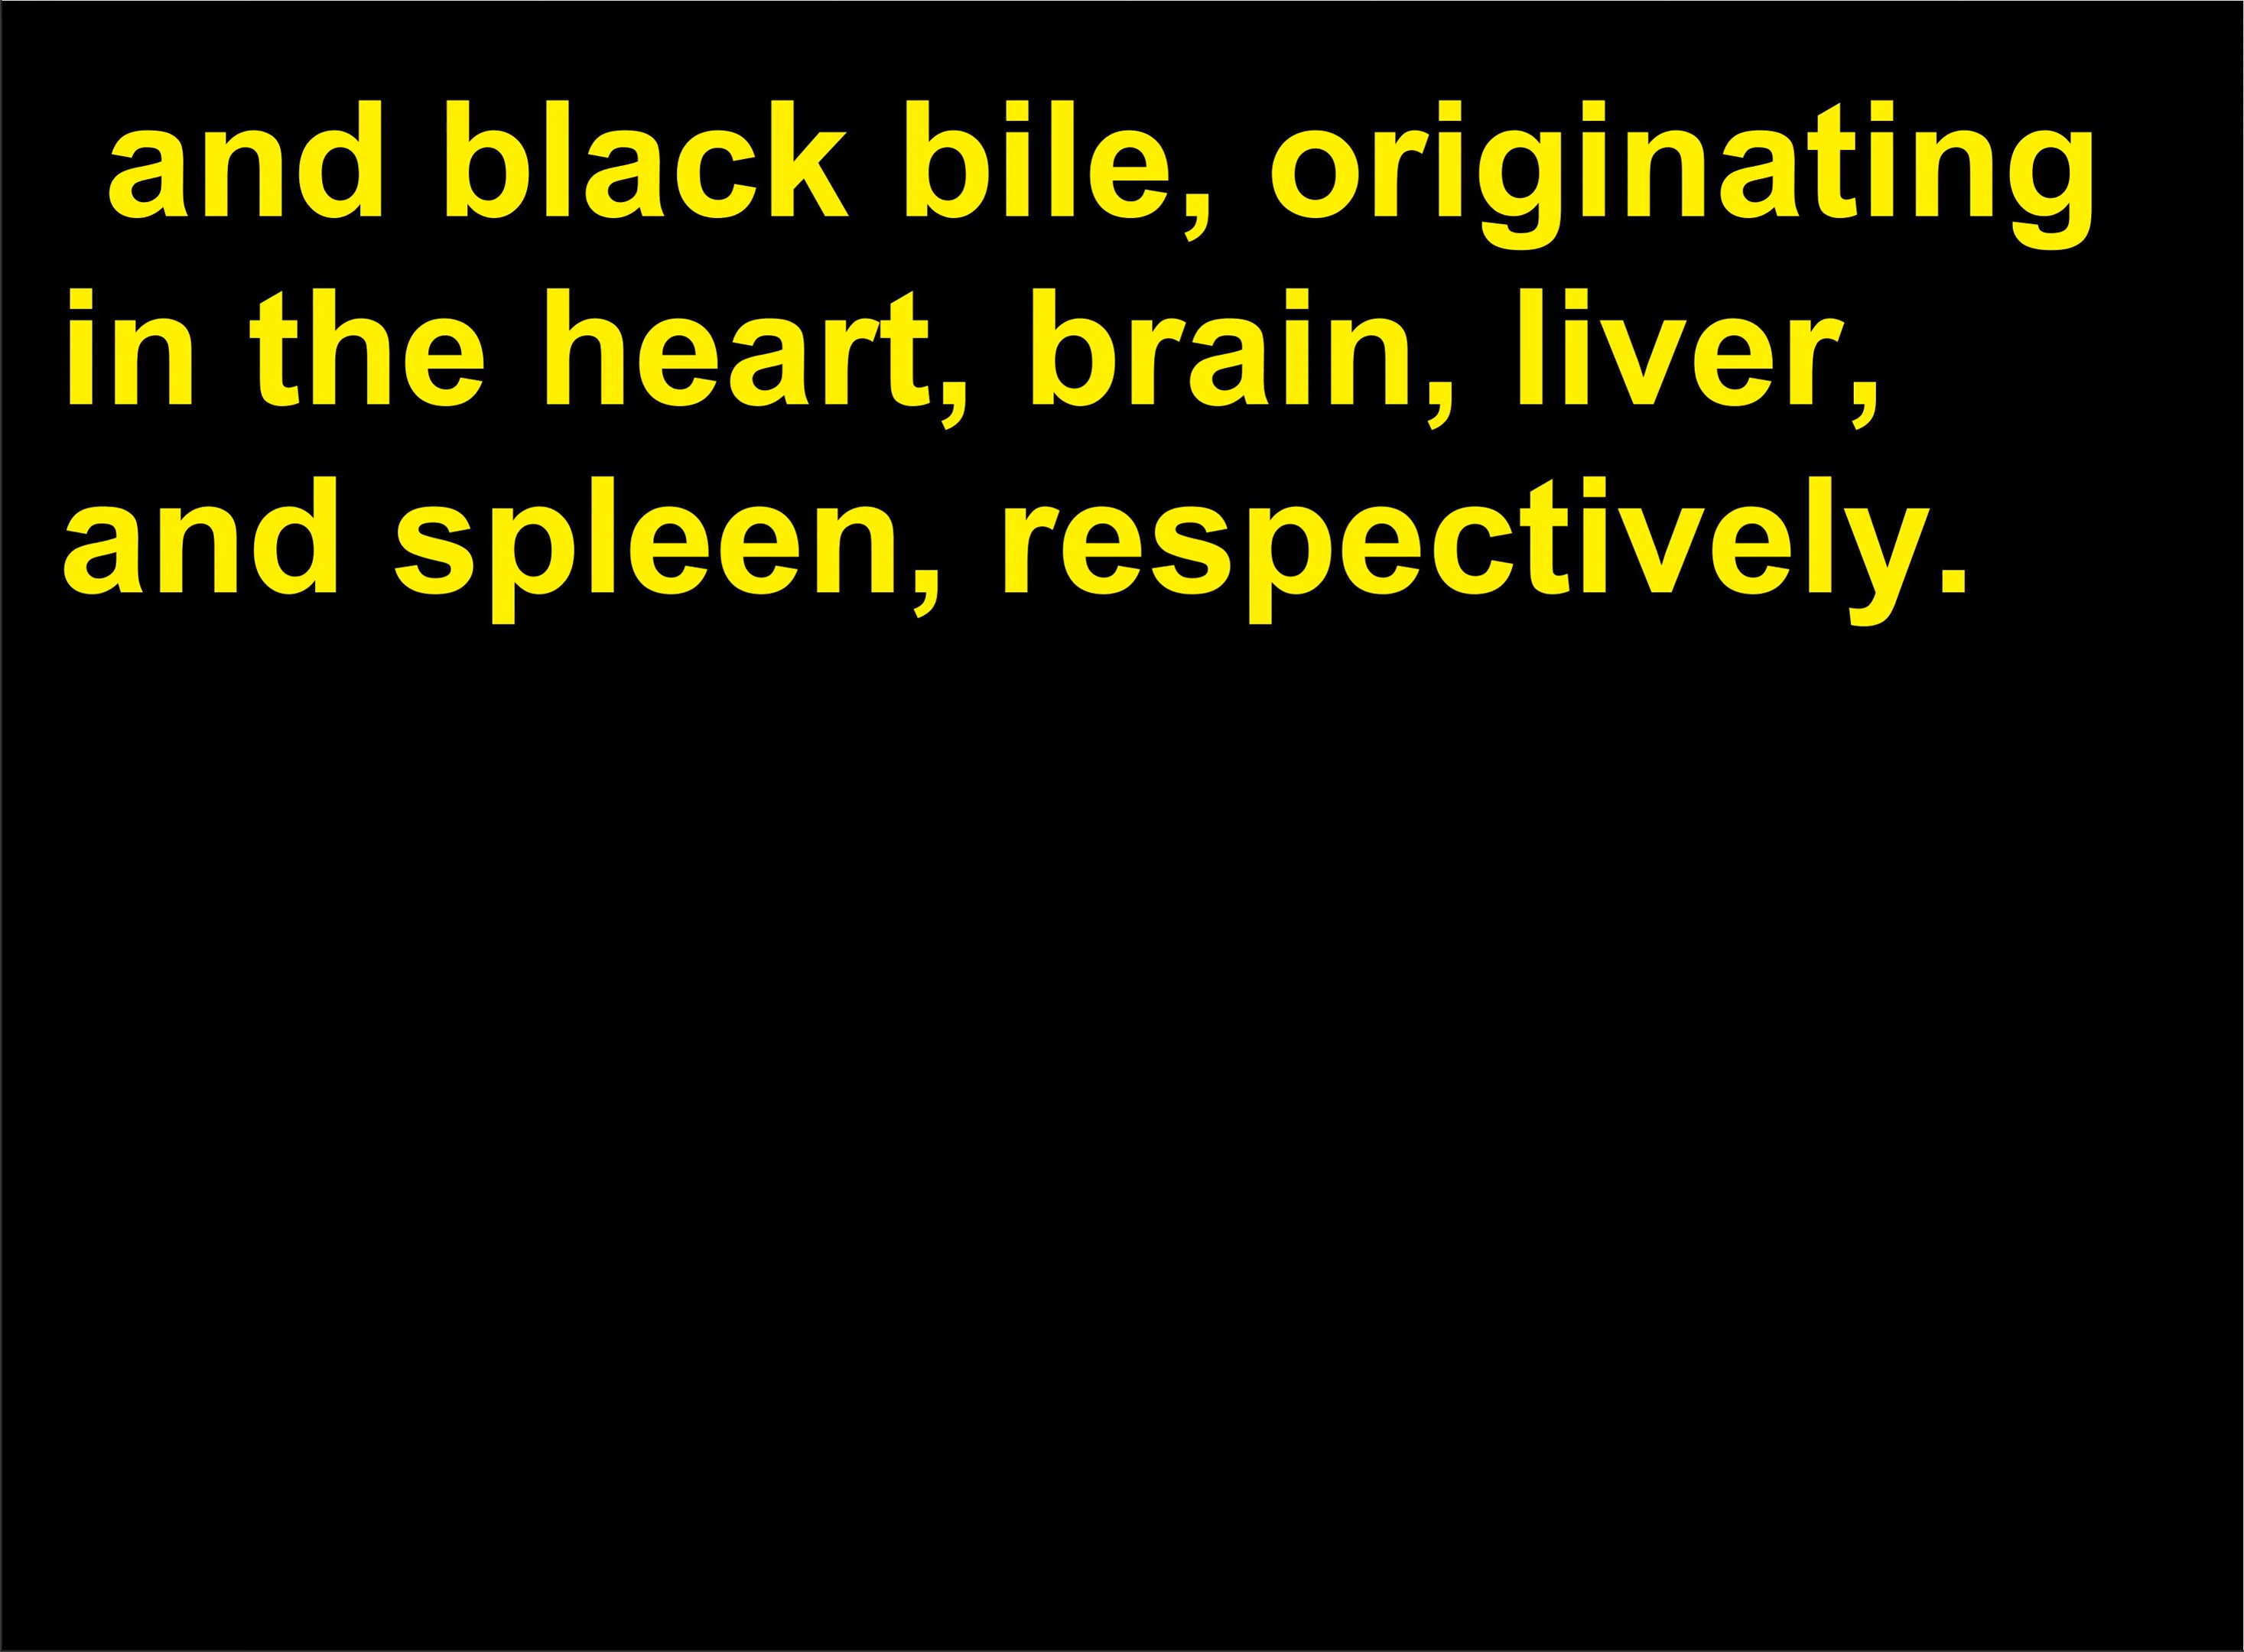 and black bile, originating
in the heart, brain, liver,
and spleen, respectively.